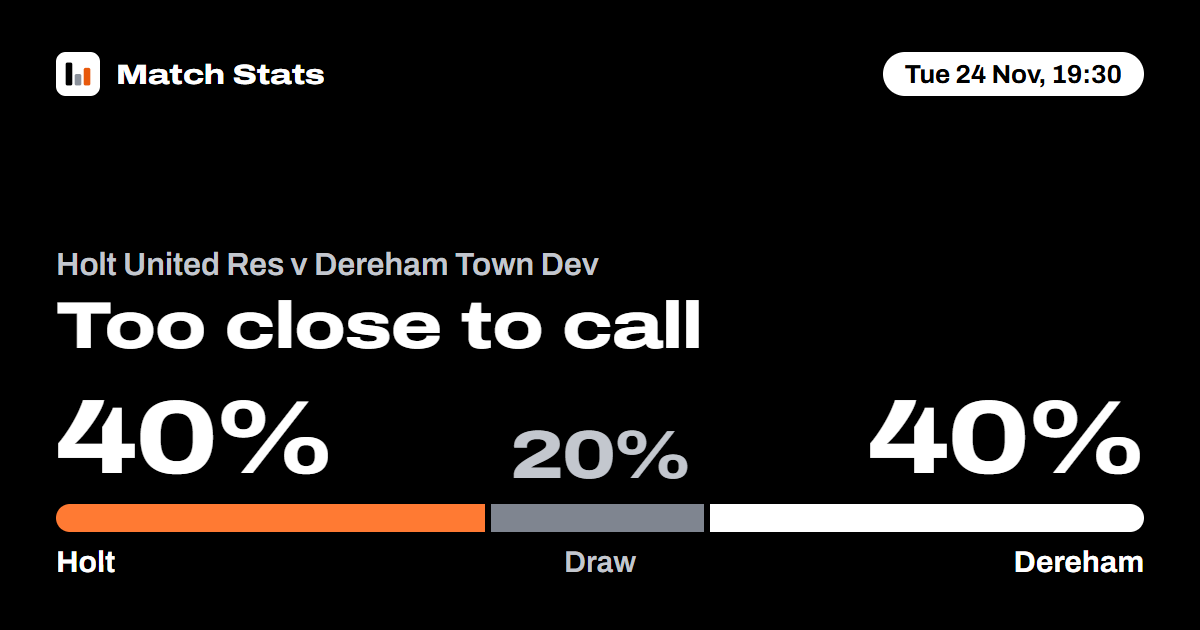 Match Stats
Tue 24 Nov, 19:30
Holt United Res v Dereham Town Dev
Too close to call
40% 20% 40%
Holt Draw Dereham